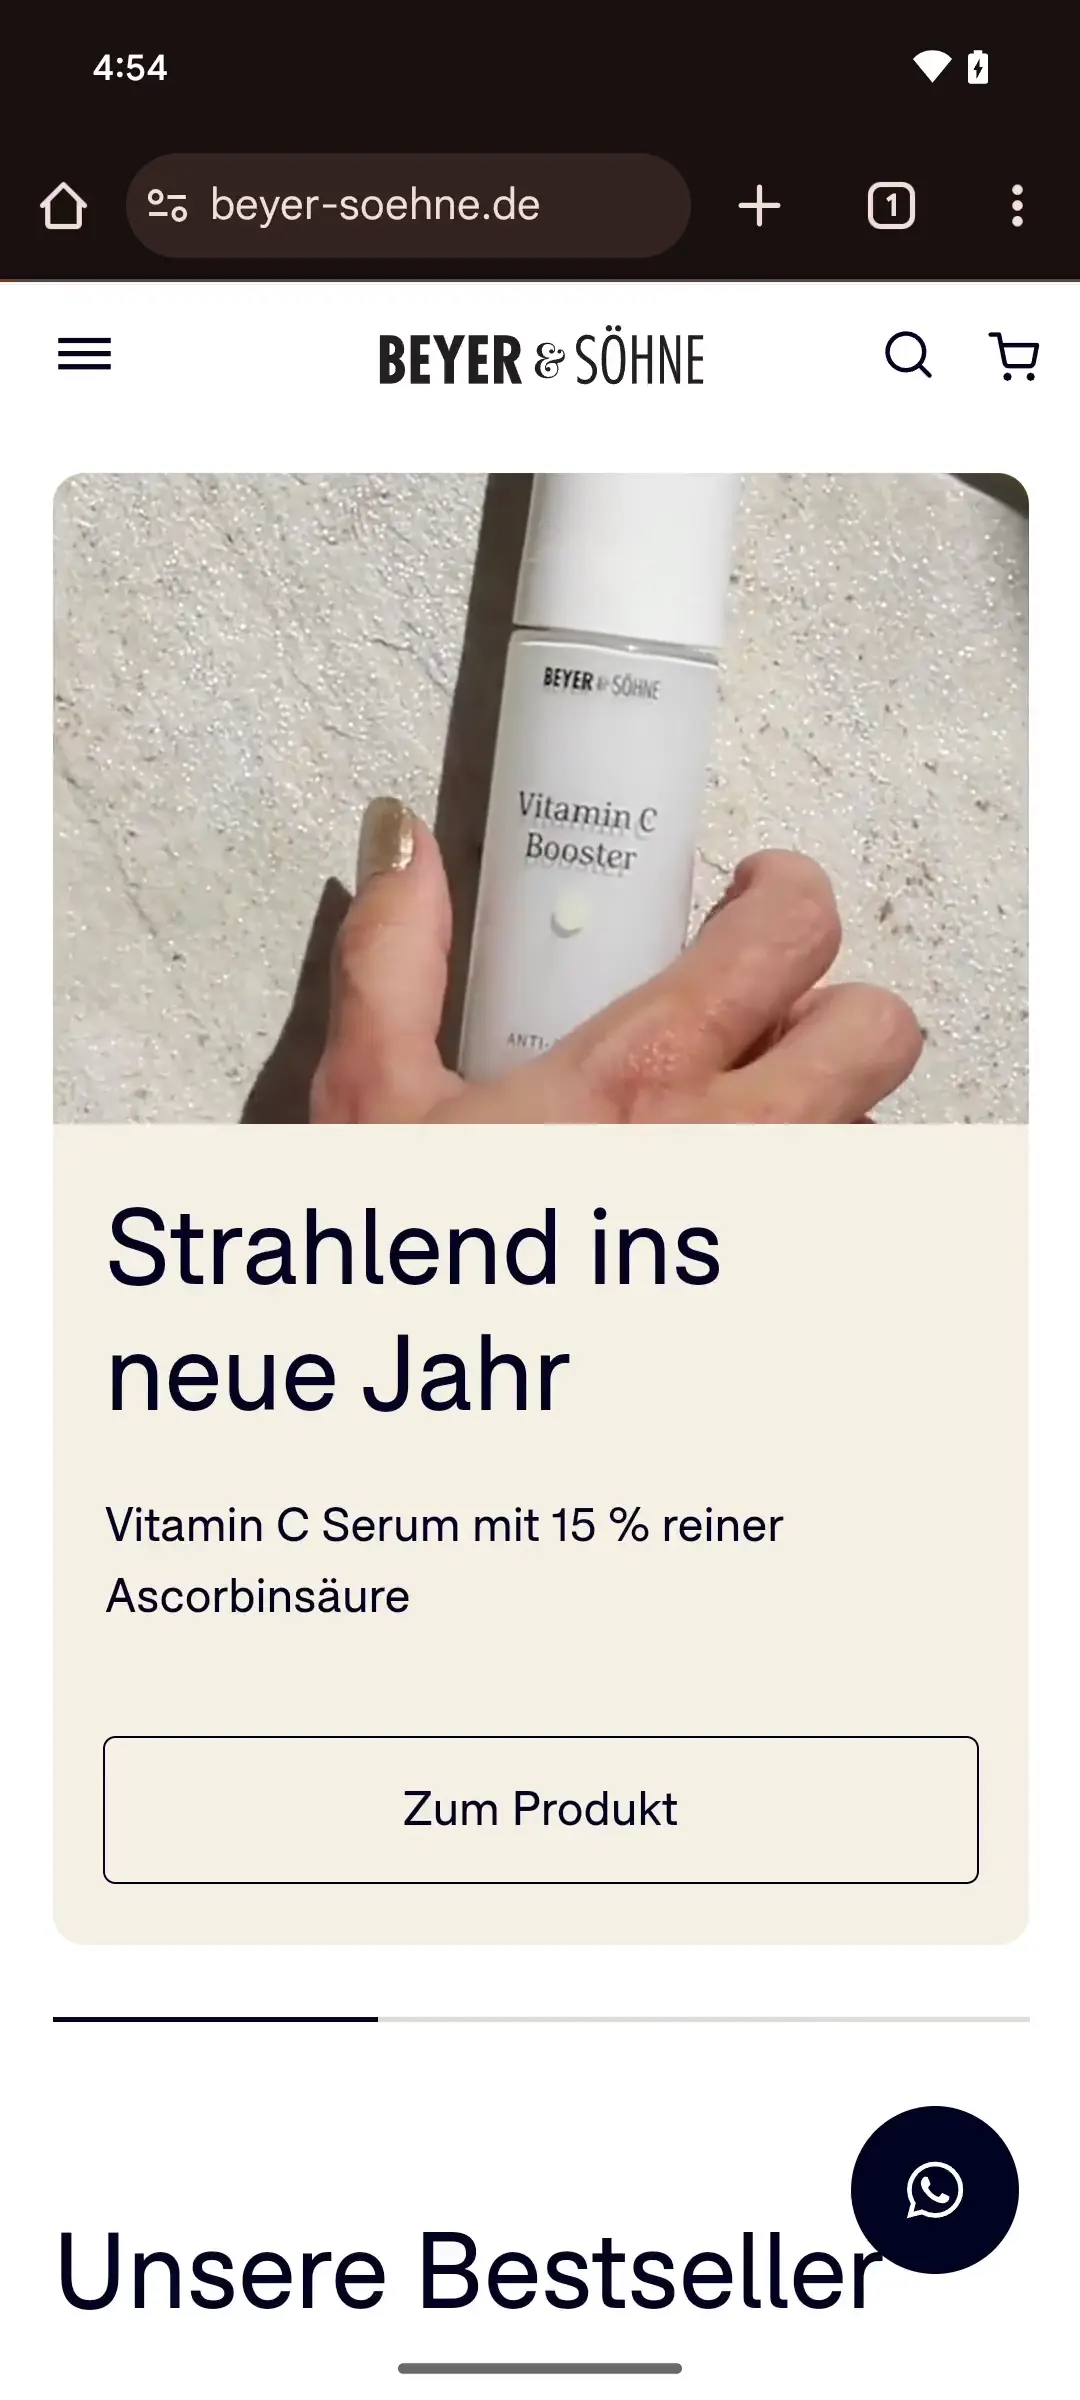 4:54
beyer-soehne.de
1
BEYER & SÖHNE
BEYER & SÖHNE
Vitamin C
Booster
ANTI-
Strahlend ins
neue Jahr
Vitamin C Serum mit 15 % reiner
Ascorbinsäure
Zum Produkt
Unsere Bestseller